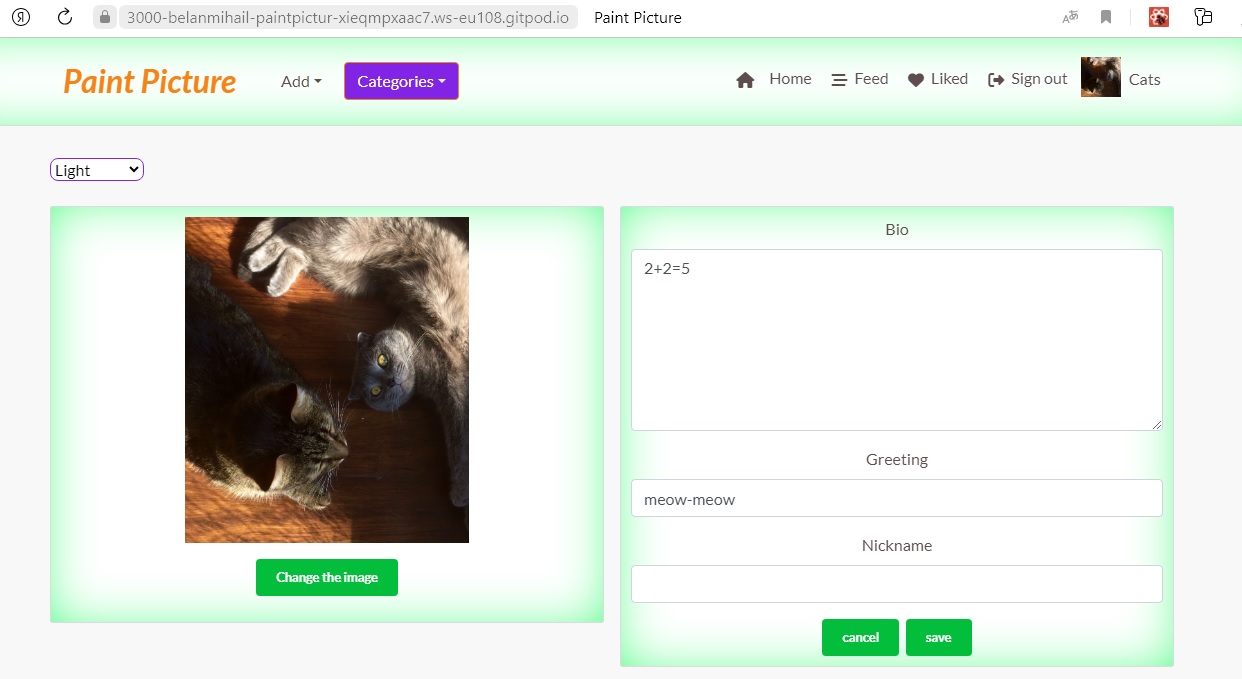 3000-belanmihail-paintpictur-xieqmpxaac7.ws-eu108.gitpod.io Paint Picture
Paint Picture Add Categories Home Feed Liked Sign out Cats
Light
Change the image
Bio
2+2=5
Greeting
meow-meow
Nickname
cancel save